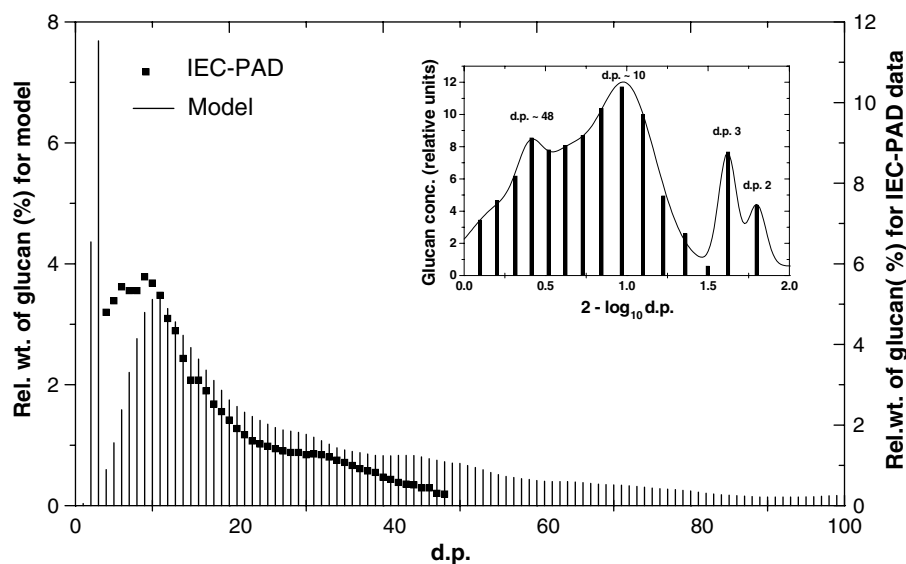 Rel. wt. of glucan (%) for model
8
6
4
2
0
IEC-PAD
Model
Glucan conc. (relative units)
12
10
8
6
4
2
0
d.p. ~ 48
d.p. ~ 10
d.p. 3
d.p. 2
0.0 0.5 1.0 1.5 2.0
2 - log10 d.p.
12
10
8
6
4
2
0
Rel.wt. of glucan( %) for IEC-PAD data
0 20 40 60 80 100
d.p.